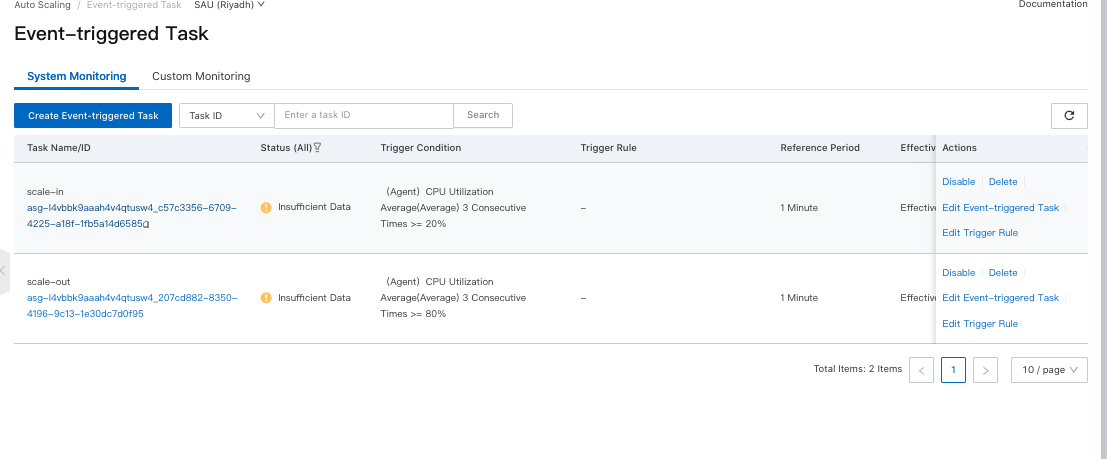 Auto Scaling / Event-triggered Task SAU (Riyadh)
Documentation
Event-triggered Task
System Monitoring Custom Monitoring
Create Event-triggered Task Task ID Enter a task ID Search
Task Name/ID Status (All) Trigger Condition Trigger Rule Reference Period Effectiv Actions
scale-in
asg-l4vbbk9aaah4v4qtusw4_c57c3356-6709-
4225-a18f-1fb5a14d6585
Insufficient Data
(Agent) CPU Utilization
Average(Average) 3 Consecutive
Times >= 20%
–
1 Minute
Effective
Disable Delete
Edit Event-triggered Task
Edit Trigger Rule
scale-out
asg-l4vbbk9aaah4v4qtusw4_207cd882-8350-
4196-9c13-1e30dc7d0f95
Insufficient Data
(Agent) CPU Utilization
Average(Average) 3 Consecutive
Times >= 80%
–
1 Minute
Effective
Disable Delete
Edit Event-triggered Task
Edit Trigger Rule
Total Items: 2 Items < 1 > 10 / page